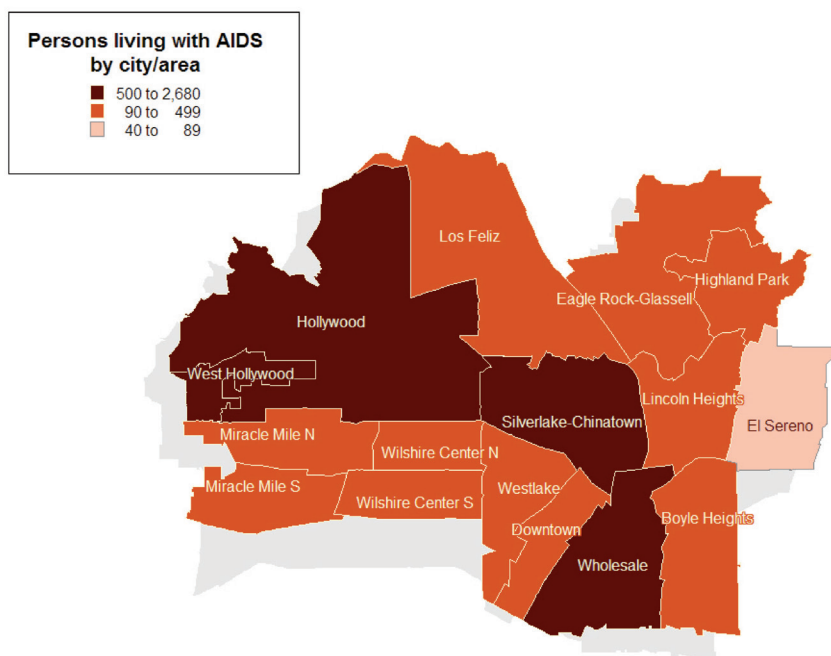 Persons living with AIDS
by city/area
500 to 2,680
90 to 499
40 to 89
Los Feliz
Highland Park
Eagle Rock-Glassell
Hollywood
West Hollywood
Lincoln Heights
Silverlake-Chinatown
El Sereno
Miracle Mile N
Wilshire Center N
Miracle Mile S
Westlake
Wilshire Center S
Boyle Heights
Downtown
Wholesale